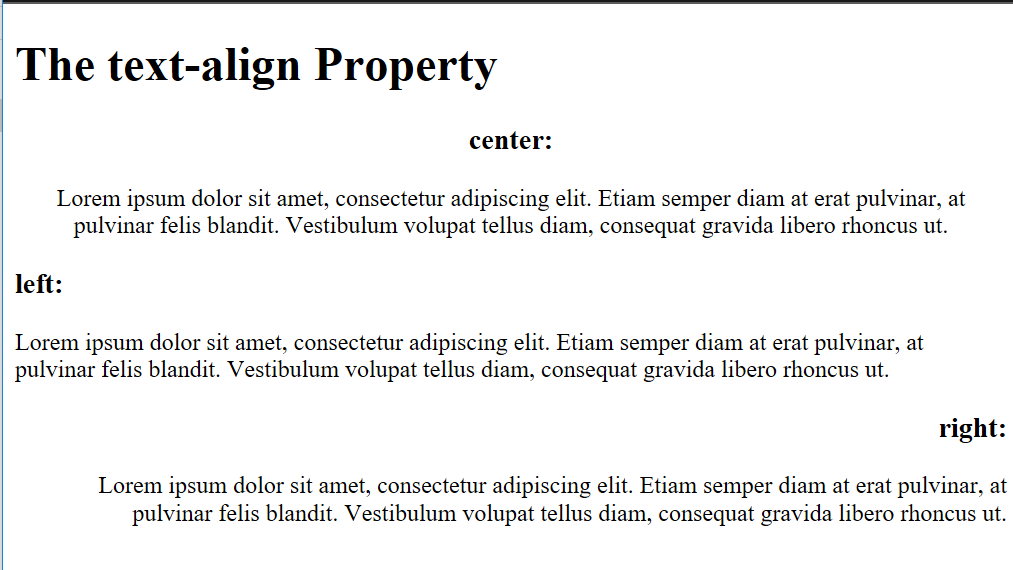 The text-align Property
center:
Lorem ipsum dolor sit amet, consectetur adipiscing elit. Etiam semper diam at erat pulvinar, at
pulvinar felis blandit. Vestibulum volupat tellus diam, consequat gravida libero rhoncus ut.
left:
Lorem ipsum dolor sit amet, consectetur adipiscing elit. Etiam semper diam at erat pulvinar, at
pulvinar felis blandit. Vestibulum volupat tellus diam, consequat gravida libero rhoncus ut.
right:
Lorem ipsum dolor sit amet, consectetur adipiscing elit. Etiam semper diam at erat pulvinar, at
pulvinar felis blandit. Vestibulum volupat tellus diam, consequat gravida libero rhoncus ut.